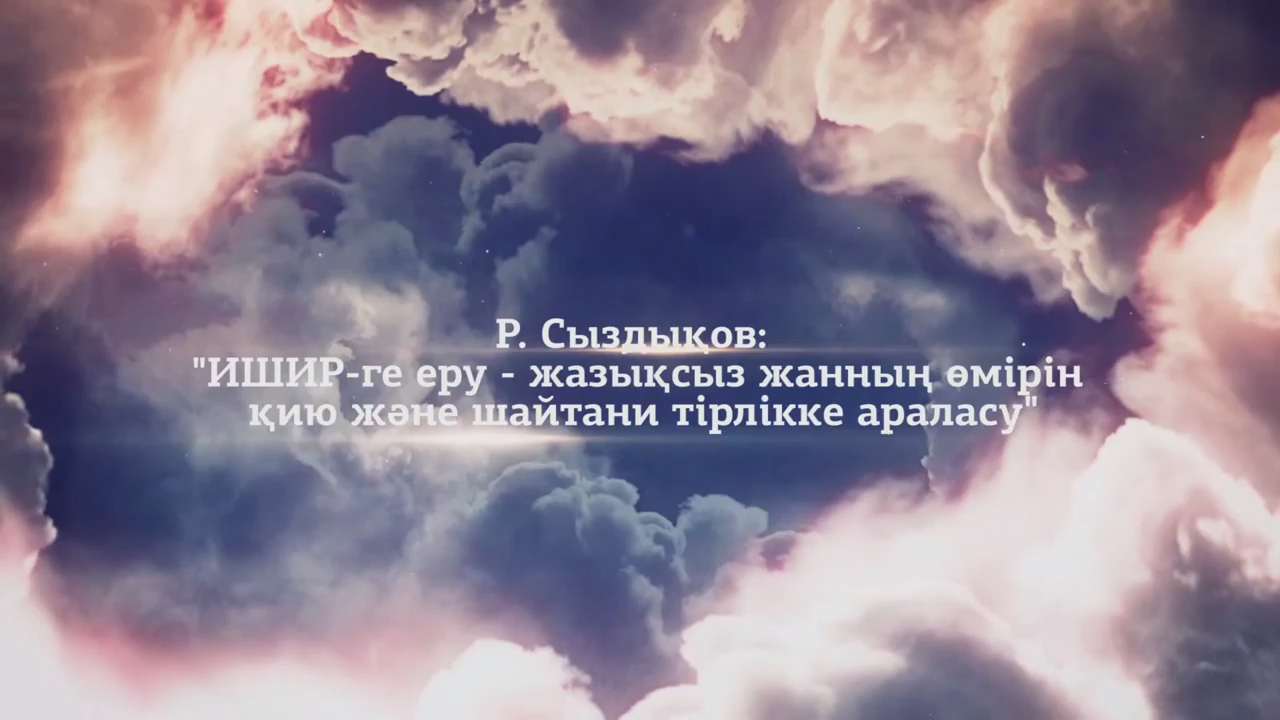 Р. Сыздықов:
"ИШИР-ге еру - жазықсыз жанның өмірін
қию және шайтани тірлікке араласу"